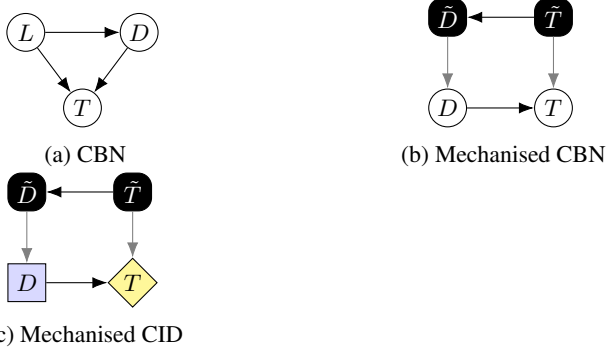 L D
T
(a) CBN
D̃ T̃
D T
(b) Mechanised CBN
D̃ T̃
D T
c) Mechanised CID